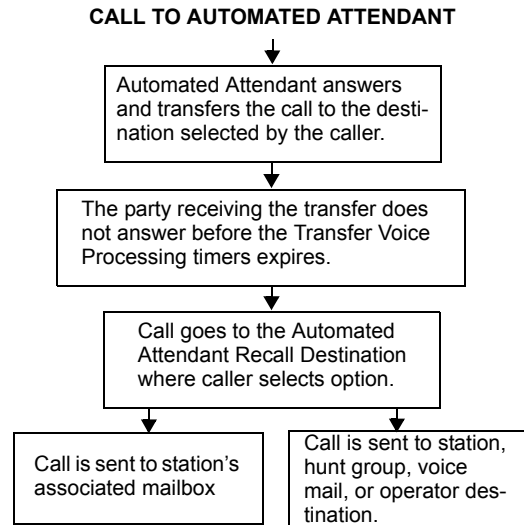 CALL TO AUTOMATED ATTENDANT
Automated Attendant answers
and transfers the call to the desti-
nation selected by the caller.
The party receiving the transfer does
not answer before the Transfer Voice
Processing timers expires.
Call goes to the Automated
Attendant Recall Destination
where caller selects option.
Call is sent to station's
associated mailbox
Call is sent to station,
hunt group, voice
mail, or operator des-
tination.